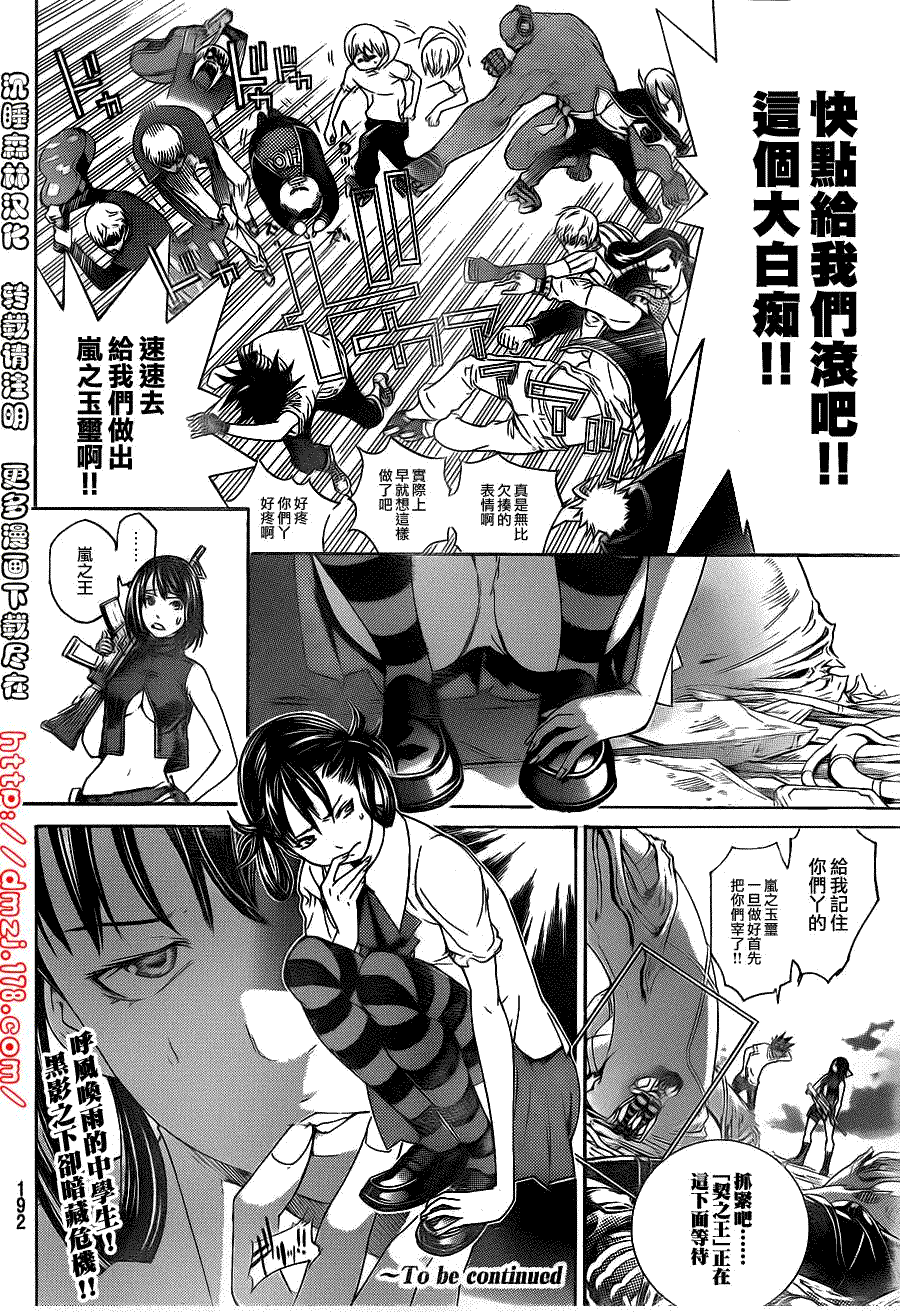 快點給我們滾吧!!
這個大白痴!!
速速去
給我們做出
嵐之玉璽啊!!
真是無比
欠揍的
表情啊
實際上
早就想這樣
做了吧
好疼
你們丫
好疼啊
……
嵐之王
給我記住
你們丫的
嵐之玉璽
一旦做好首先
把你們宰了!!
抓緊吧……
『契之王』正在
這下面等待
呼風喚雨的中學生！
黑影之下卻暗藏危機!!
~To be continued
192
沉睡森林汉化 转载请注明 更多漫画下载尽在 http://dmzj.178.com/